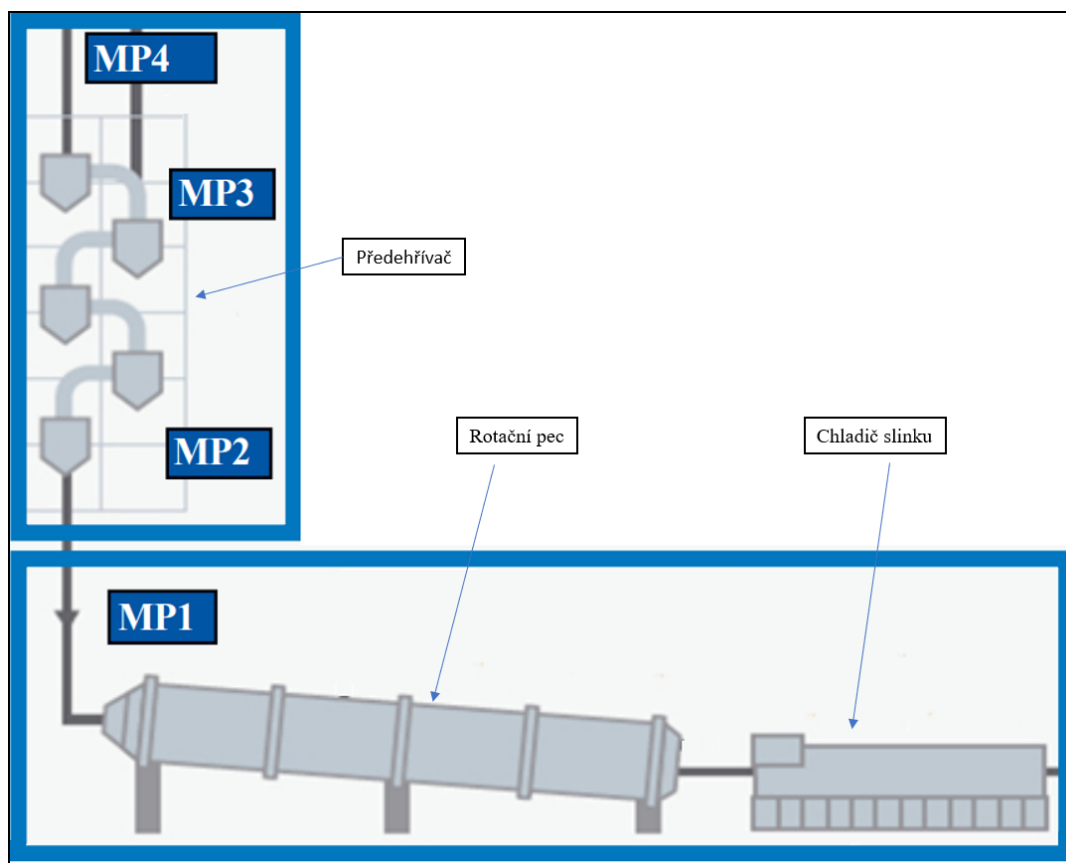 MP4
MP3
Předehřívač
MP2
Rotační pec
Chladič slinku
MP1